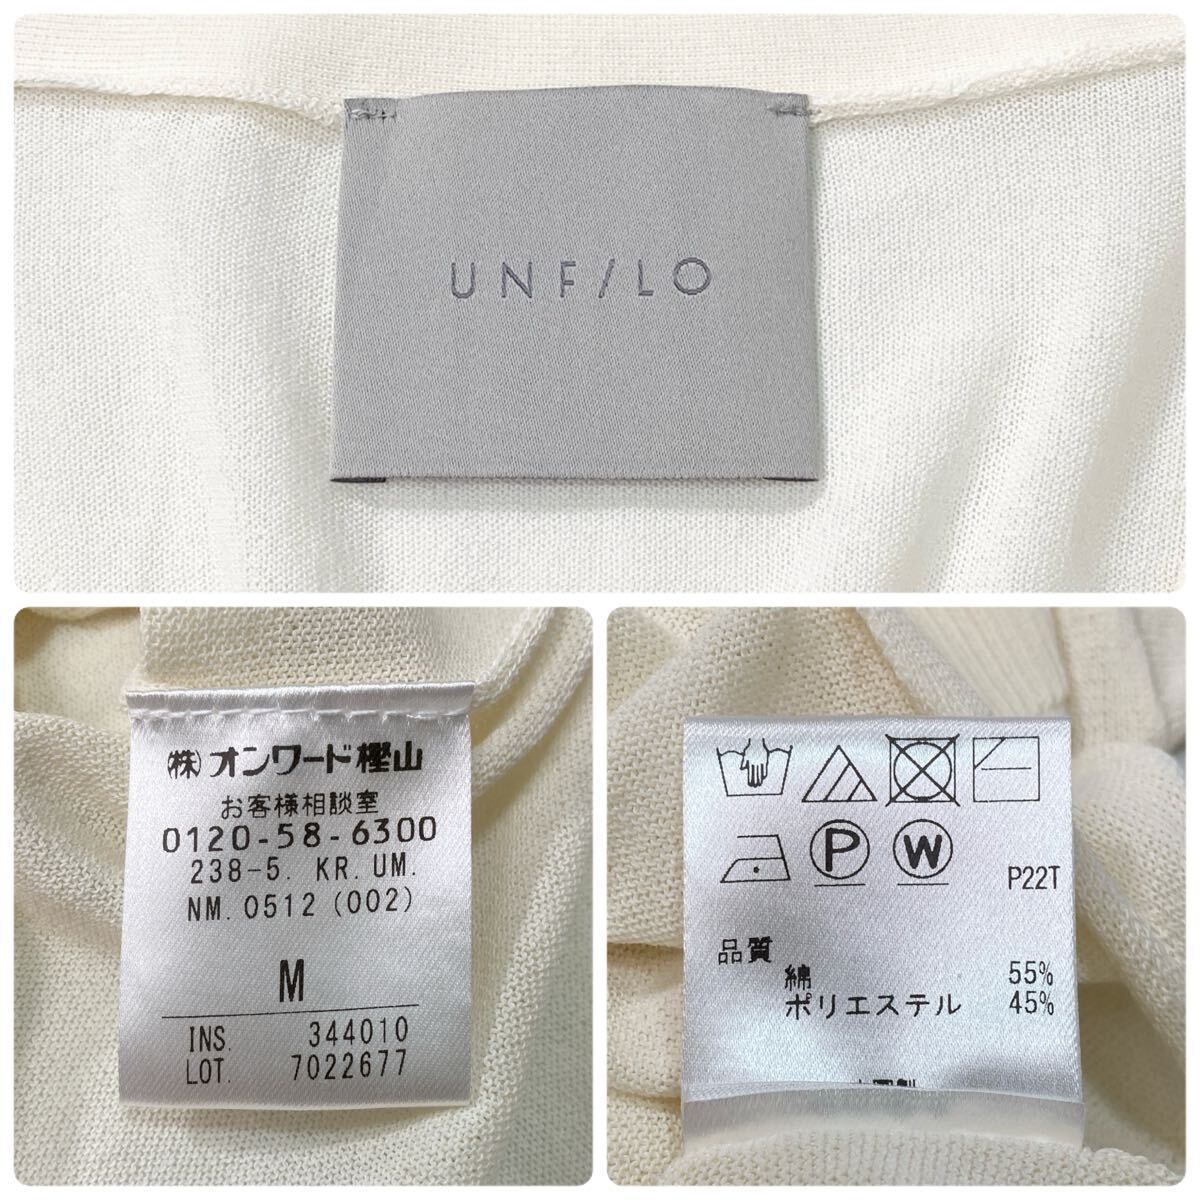 UNF/LO
㈱オンワード樫山
お客様相談室
0120-58-6300
238-5. KR. UM.
NM. 0512 (002)
M
INS. 344010
LOT. 7022677
P W
P22T
品質
綿 55%
ポリエステル 45%